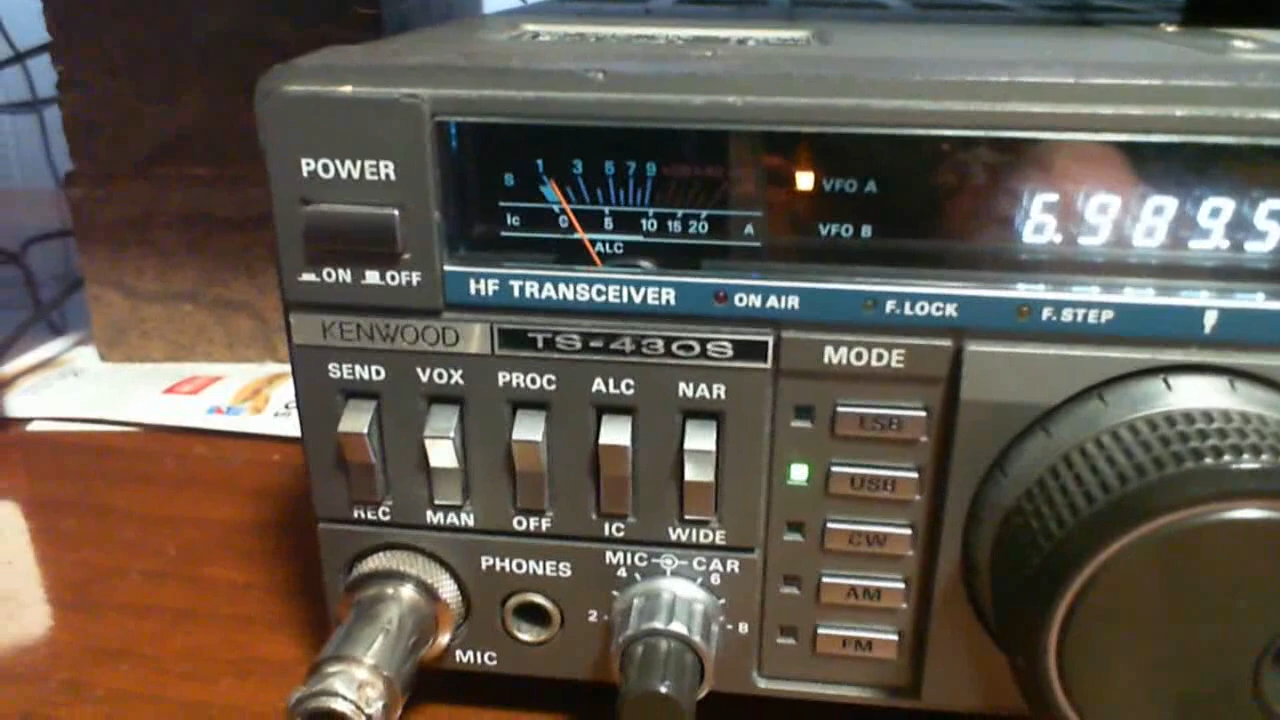 POWER
ON OFF
S 1 3 5 7 9
Ic 0 5 10 15 20 A
ALC
VFO A
VFO B
6.989.5
HF TRANSCEIVER ON AIR F.LOCK F.STEP
KENWOOD TS-430S
MODE
SEND VOX PROC ALC NAR
REC MAN OFF IC WIDE
LSB
USB
CW
AM
FM
PHONES
MIC CAR
4 6
2 8
MIC